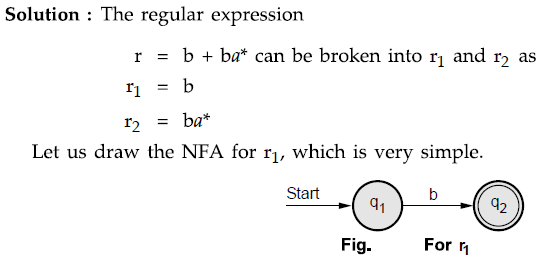 Solution : The regular expression
r = b + ba* can be broken into r₁ and r₂ as
r₁ = b
r₂ = ba*
Let us draw the NFA for r₁, which is very simple.
Start q₁ b q₂
Fig. For r₁